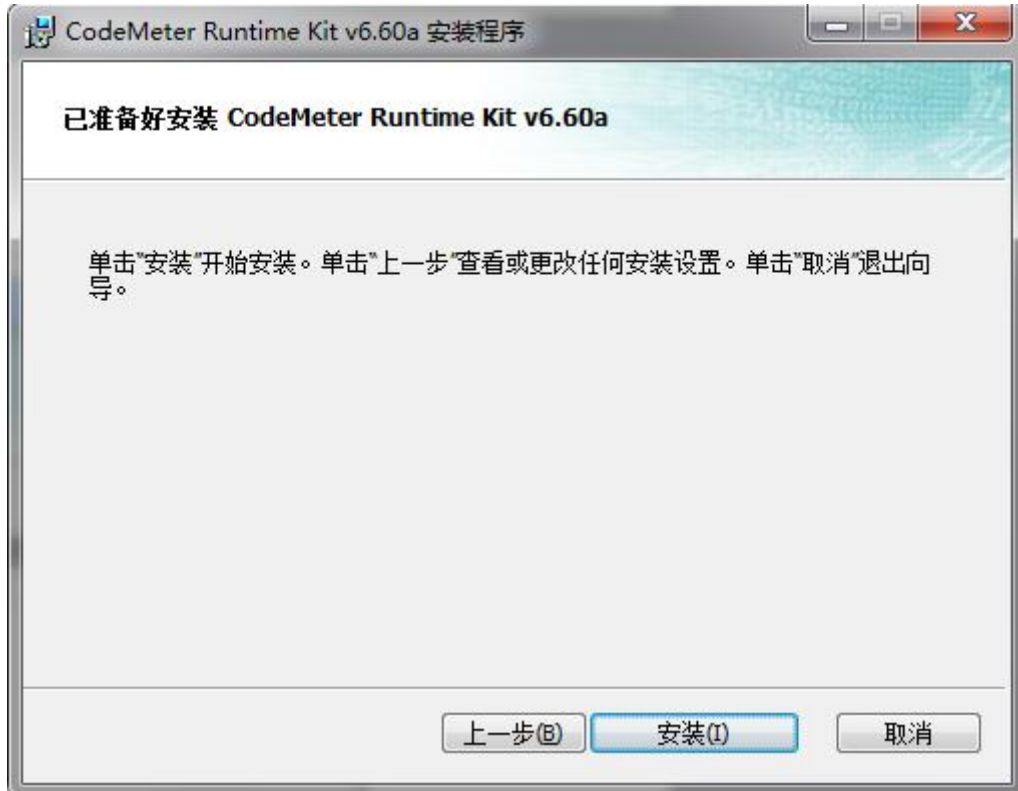 CodeMeter Runtime Kit v6.60a 安装程序
已准备好安装 CodeMeter Runtime Kit v6.60a
单击"安装"开始安装。单击"上一步"查看或更改任何安装设置。单击"取消"退出向
导。
上一步(B) 安装(I) 取消